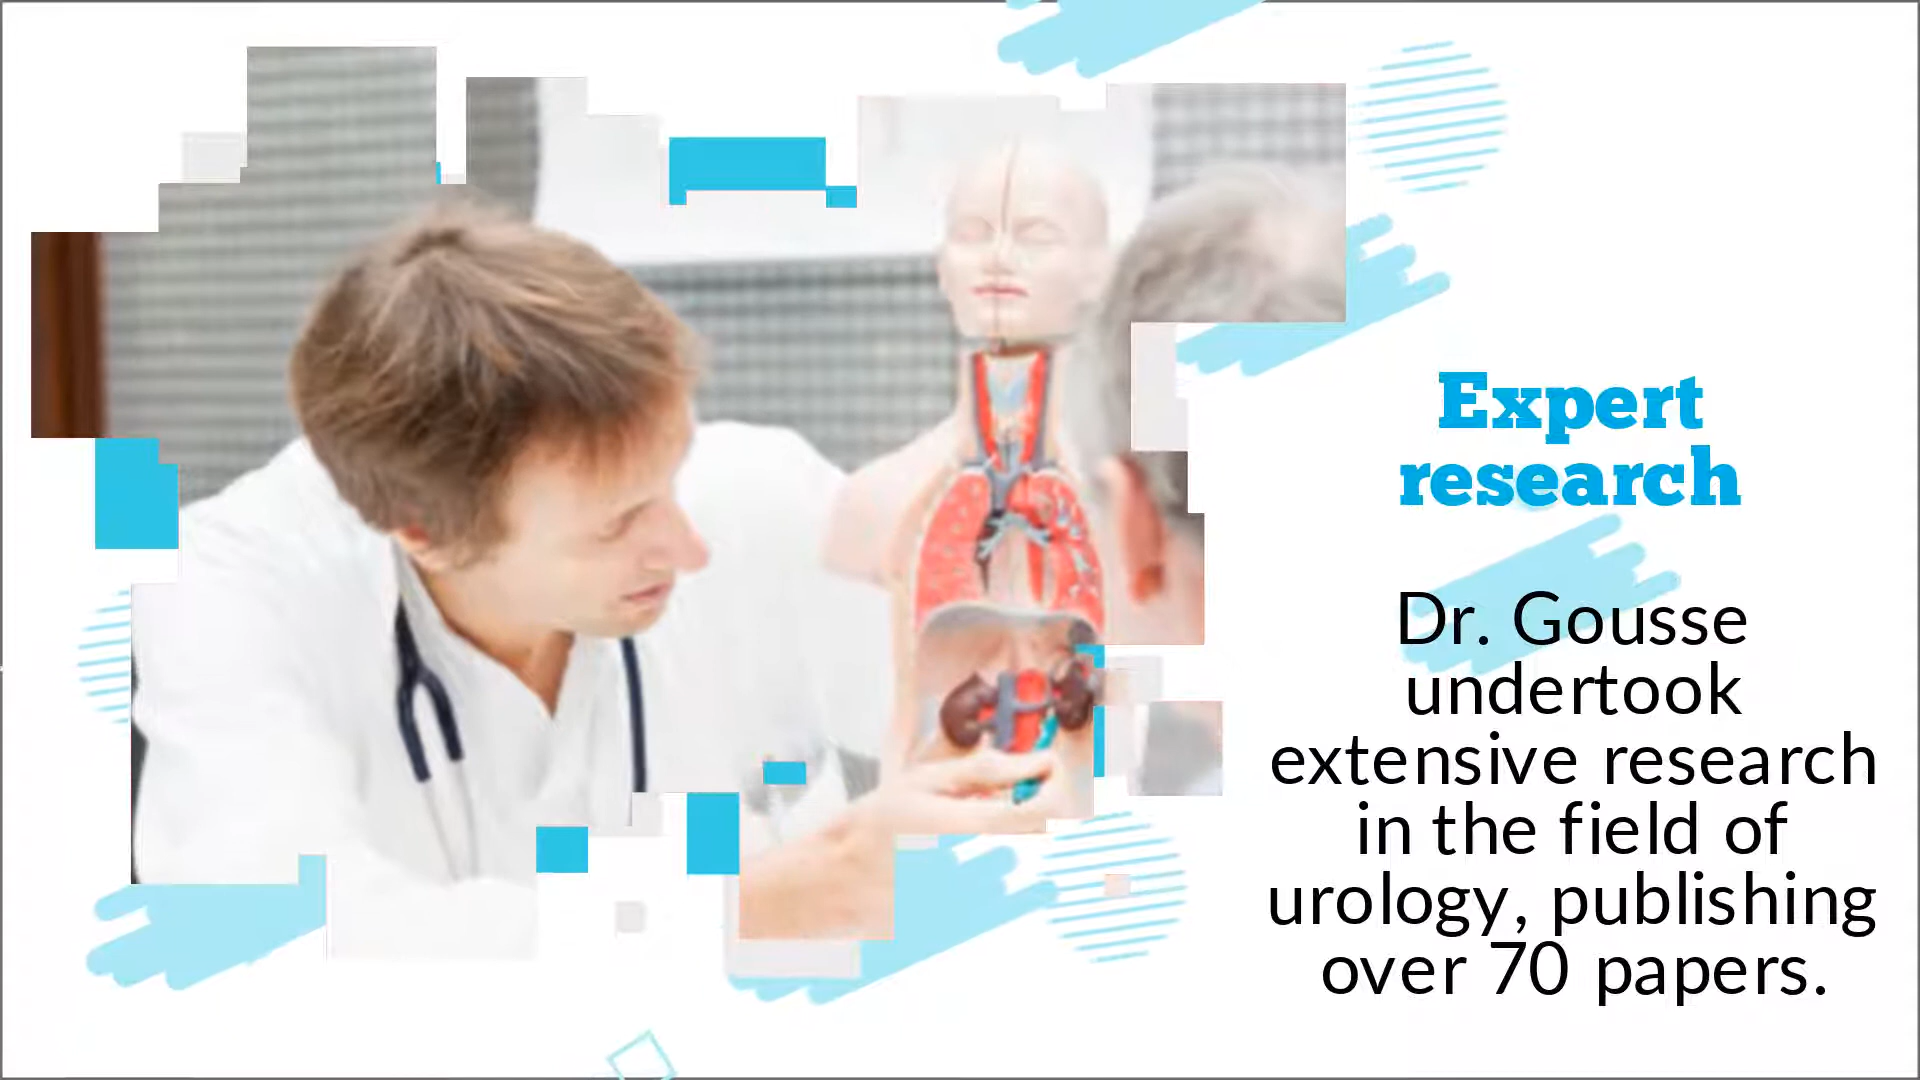 Expert
research
Dr. Gousse
undertook
extensive research
in the field of
urology, publishing
over 70 papers.